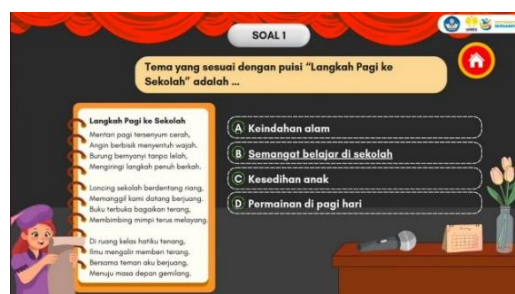 SOAL 1
Tema yang sesuai dengan puisi “Langkah Pagi ke
Sekolah” adalah ...
Langkah Pagi ke Sekolah
Mentari pagi tersenyum cerah,
Angin berbisik menyentuh wajah.
Burung bernyanyi tanpa lelah,
Mengiringi langkah penuh berkah.
Lonceng sekolah berdentang riang,
Memanggil kami datang berjuang.
Buku terbuka bagaikan terang,
Membimbing mimpi terus melayang.
Di ruang kelas hatiku tenang,
Ilmu mengalir memberi terang.
Bersama teman aku berjuang,
Menuju masa depan gemilang.
A Keindahan alam
B Semangat belajar di sekolah
C Kesedihan anak
D Permainan di pagi hari